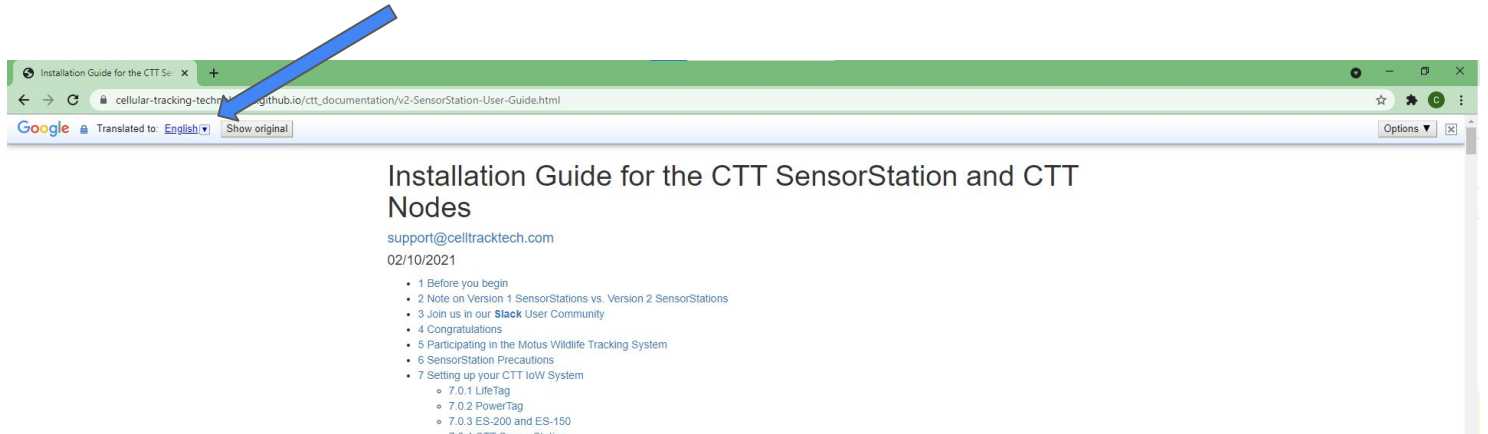 Installation Guide for the CTT Se
cellular-tracking-techn github.io/ctt_documentation/v2-SensorStation-User-Guide.html
C
Google Translated to: English Show original Options
Installation Guide for the CTT SensorStation and CTT
Nodes
support@celltracktech.com
02/10/2021
1 Before you begin
2 Note on Version 1 SensorStations vs. Version 2 SensorStations
3 Join us in our Slack User Community
4 Congratulations
5 Participating in the Motus Wildlife Tracking System
6 SensorStation Precautions
7 Setting up your CTT IoW System
7.0.1 LifeTag
7.0.2 PowerTag
7.0.3 ES-200 and ES-150